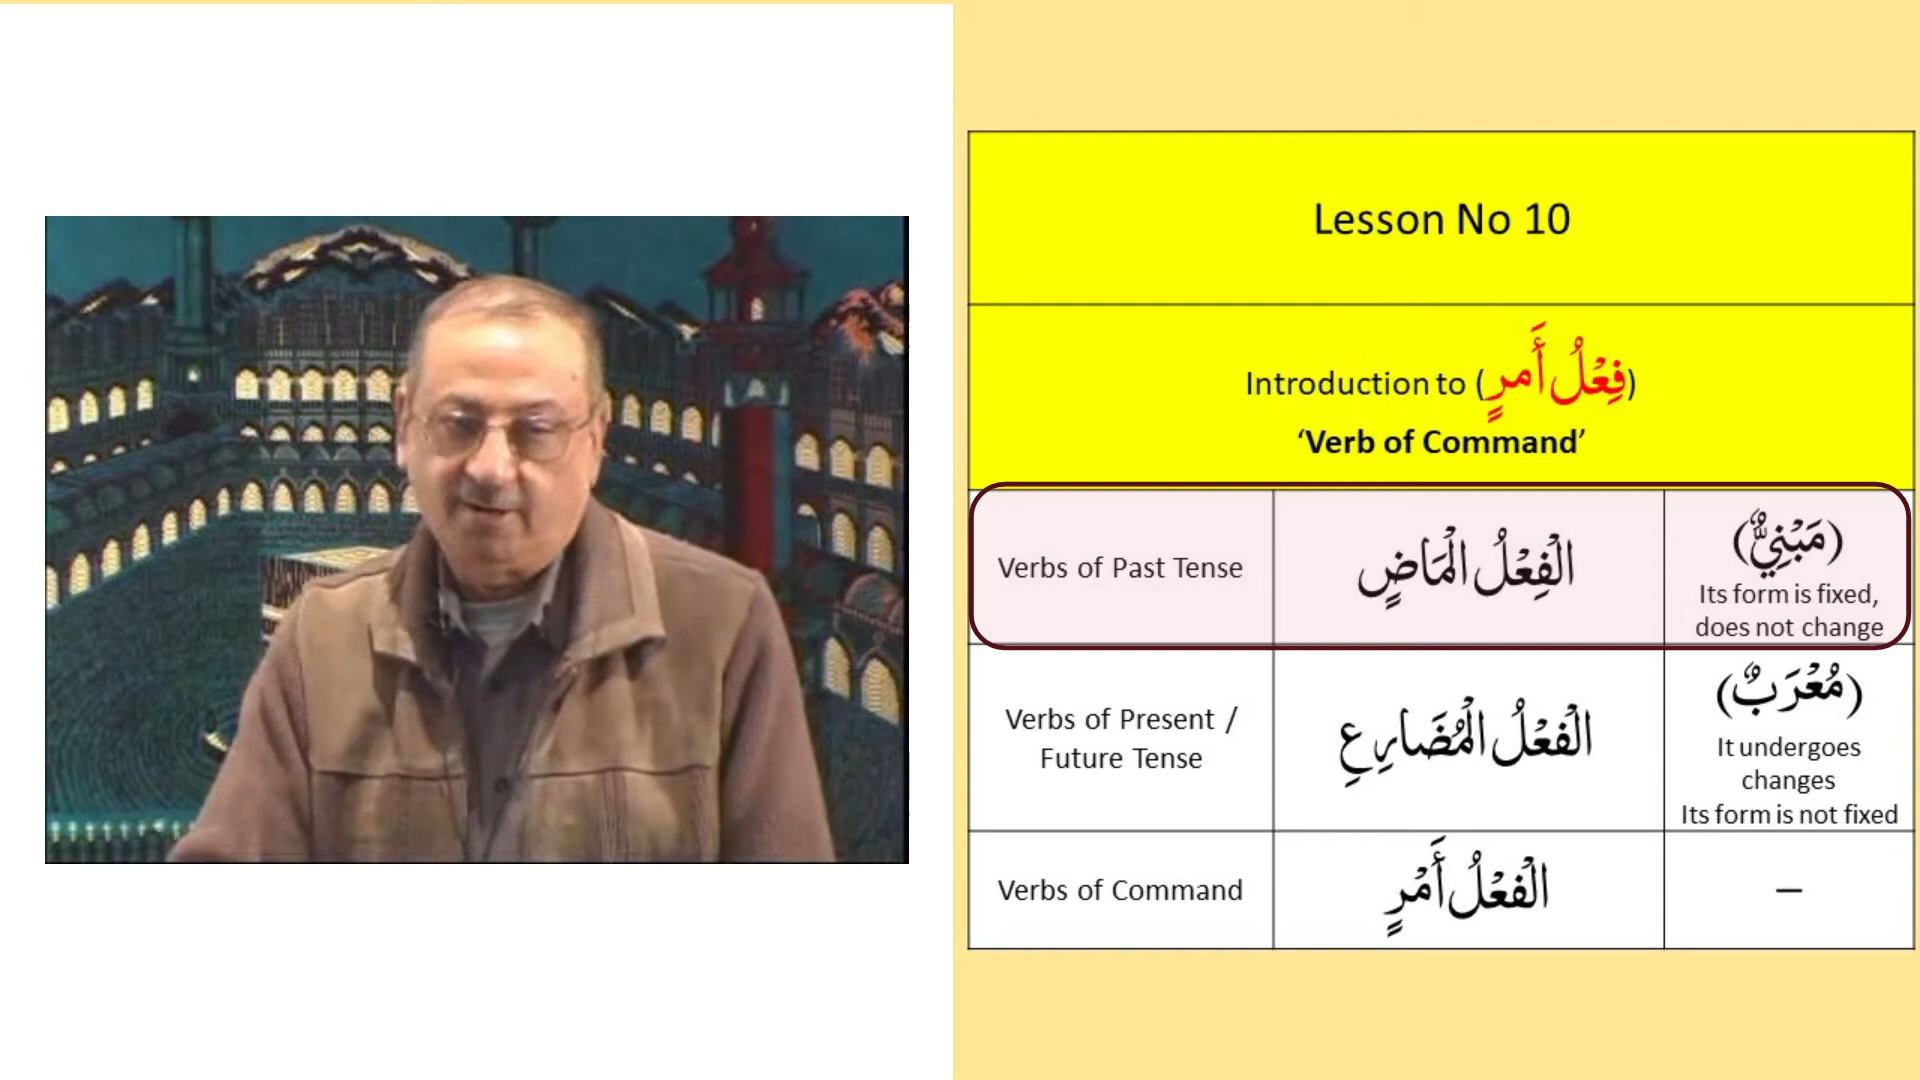 Lesson No 10
Introduction to (فِعْلُ أَمرٍ)
‘Verb of Command’
Verbs of Past Tense
الْفِعْلُ الْمَاضٍ
(مَبْنِيٌّ)
Its form is fixed,
does not change
Verbs of Present /
Future Tense
الْفعْلُ الْمُضَارِعِ
(مُعْرَبٌ)
It undergoes
changes
Its form is not fixed
Verbs of Command
الْفعْلُ أَمْرٍ
–